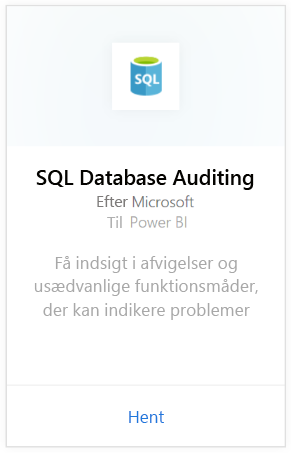 SQL
SQL Database Auditing
Efter Microsoft
Til Power BI
Få indsigt i afvigelser og
usædvanlige funktionsmåder,
der kan indikere problemer
Hent